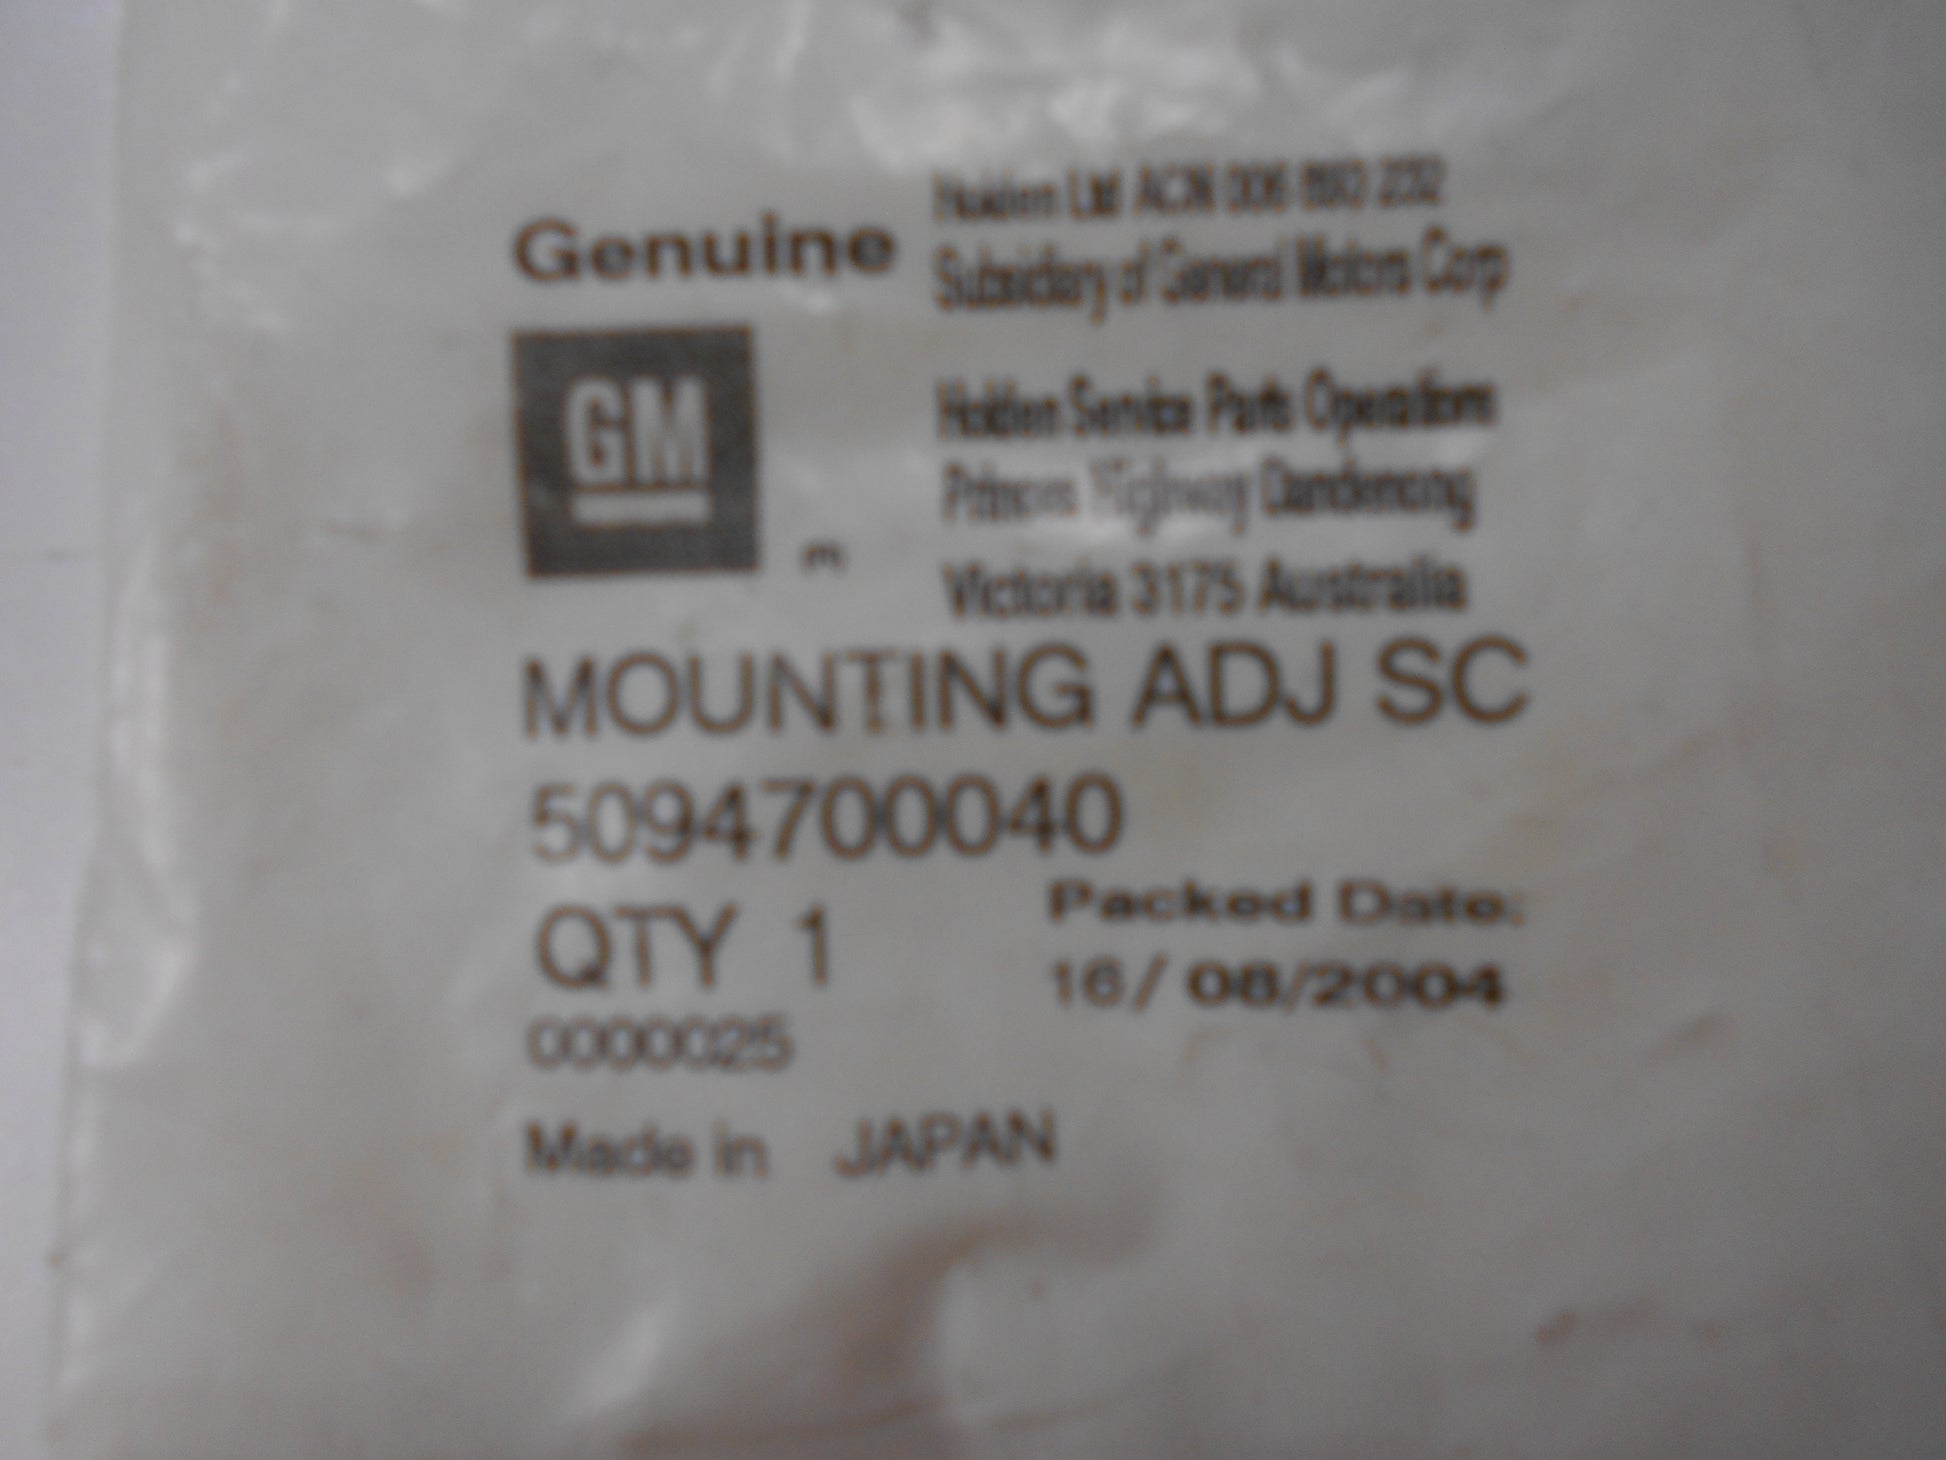 Genuine
Holden Ltd ACN 006 893 232
Subsidiary of General Motors Corp
GM
Holden Service Parts Operations
Princes Highway Dandenong
Victoria 3175 Australia
MOUNTING ADJ SC
5094700040
QTY 1
Packed Date:
16/ 08/2004
0000025
Made in JAPAN